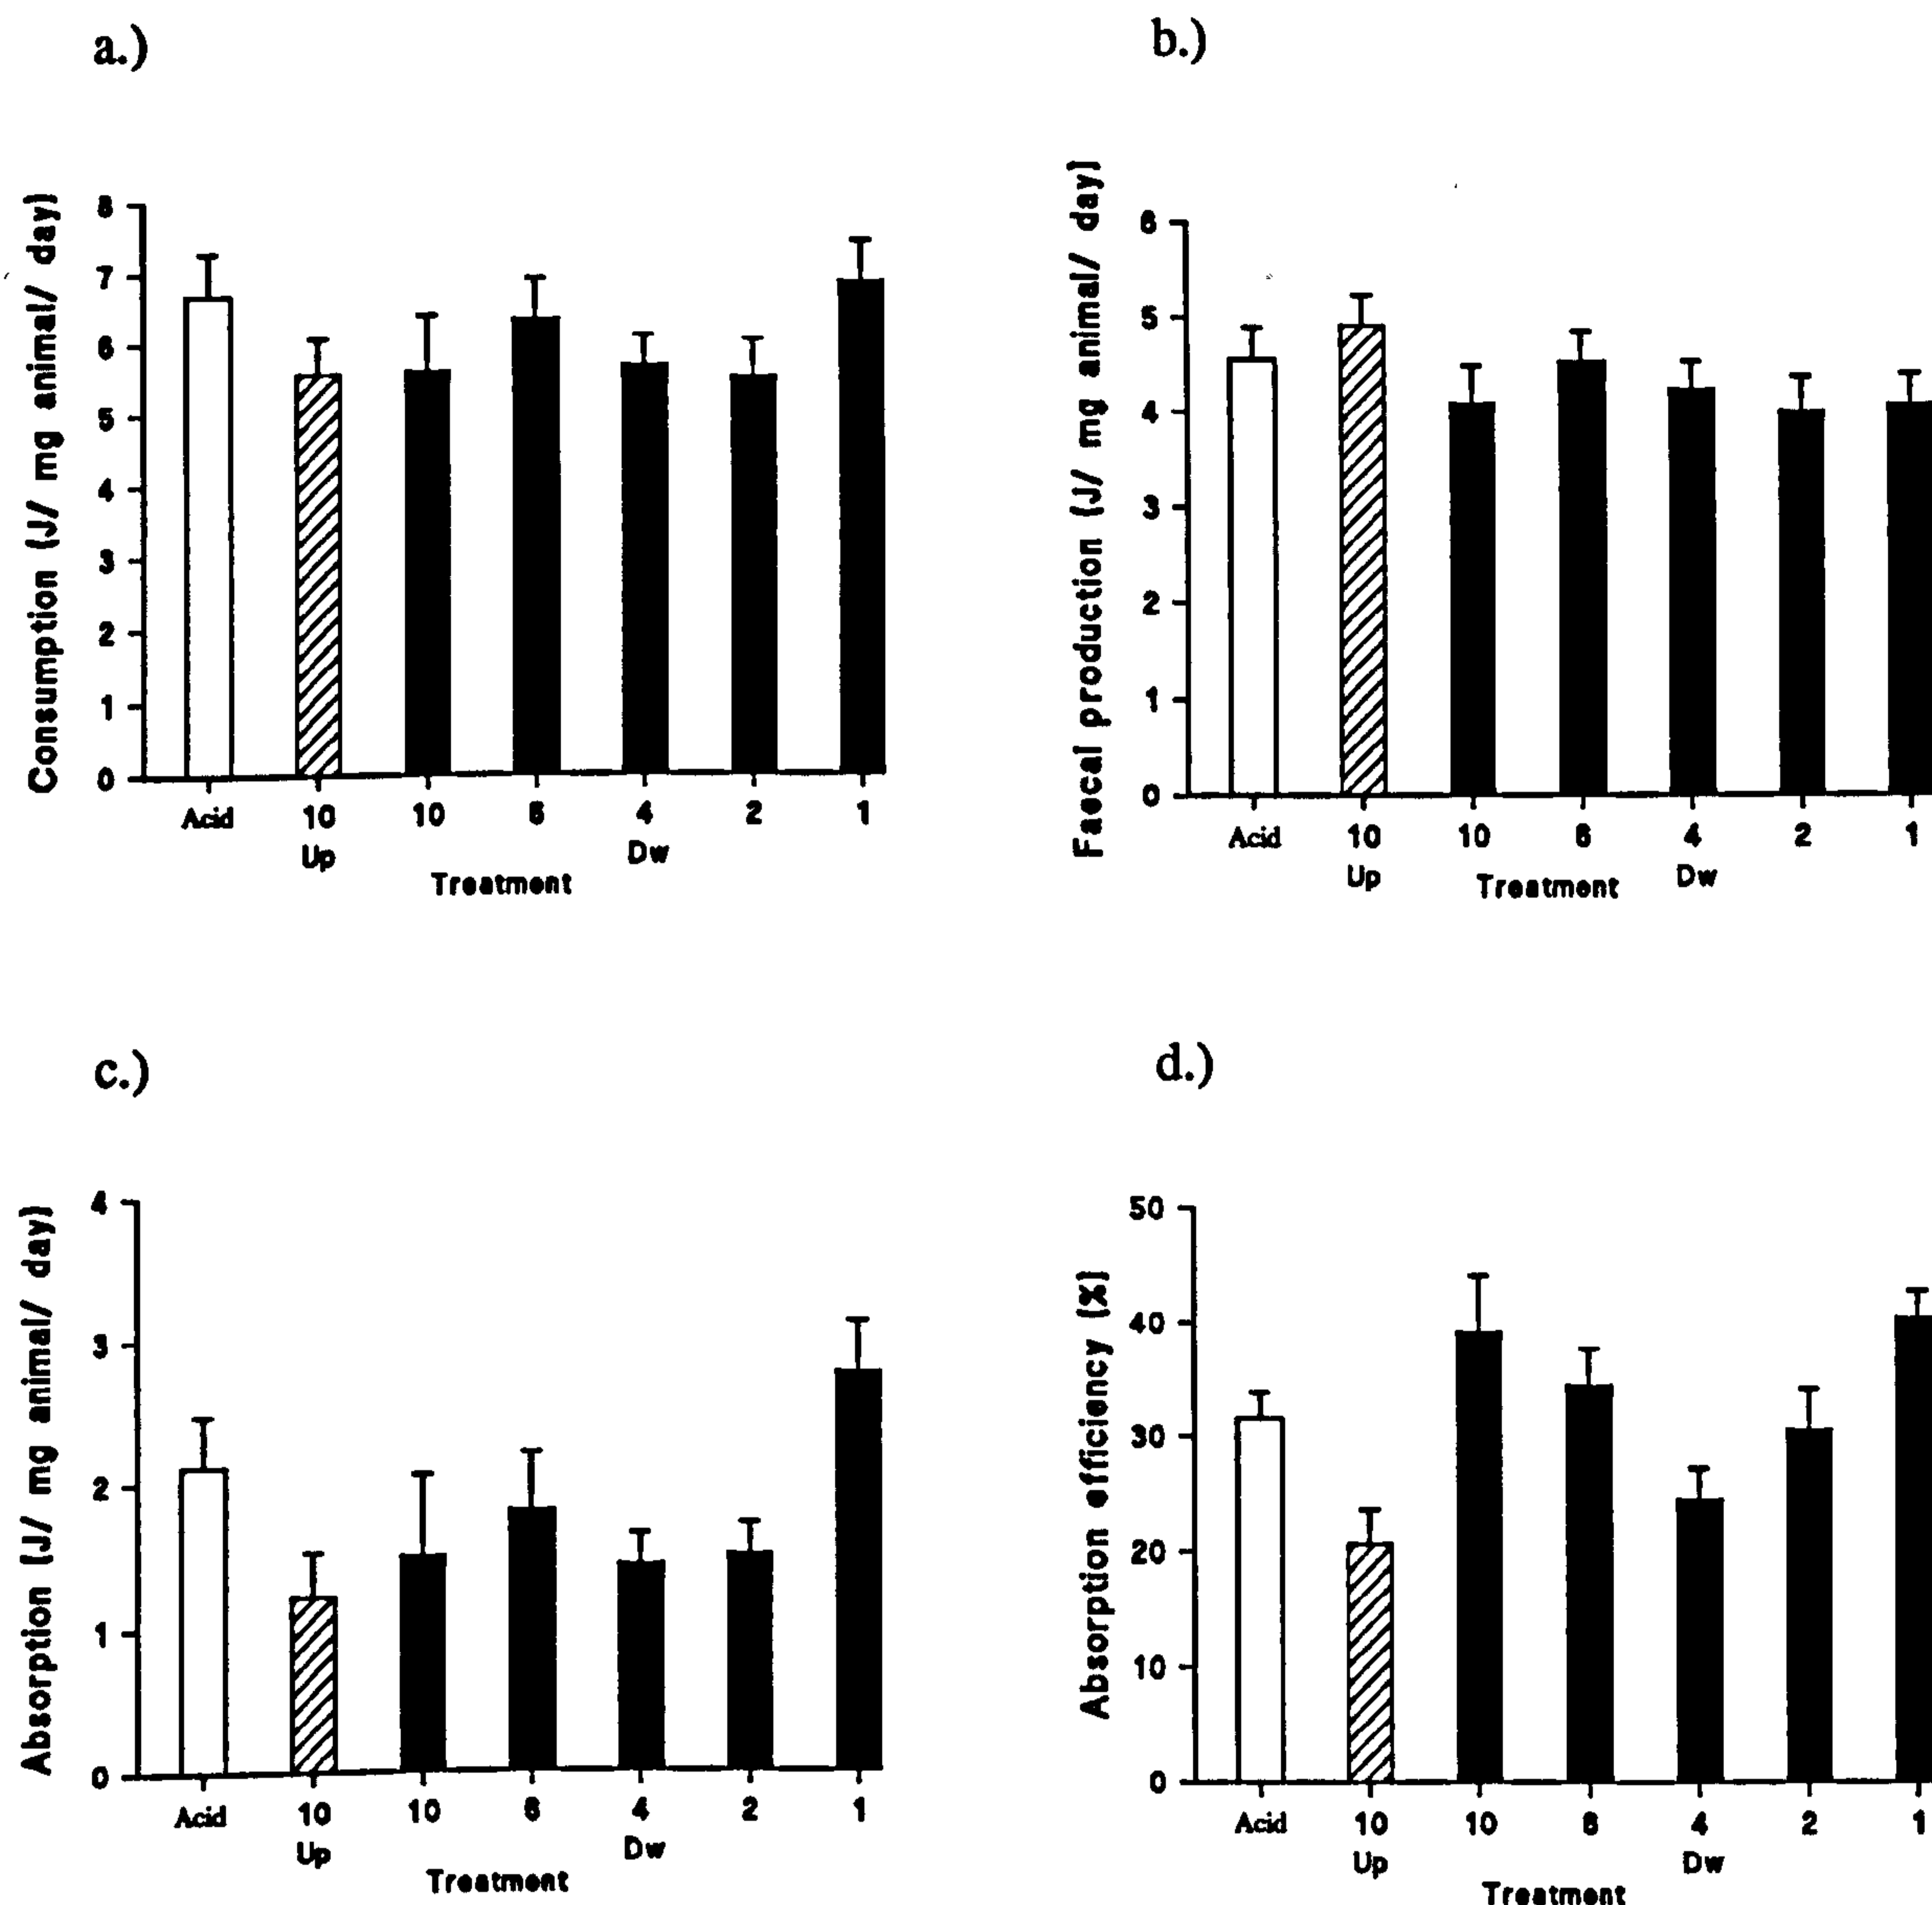 a.)
Consumption (J/ mg animal/ day)
8
7
6
5
4
3
2
1
0
Acid 10 10 6 4 2 1
Up Dw
Treatment
b.)
Faecal production (J/ mg animal/ day)
6
5
4
3
2
1
0
Acid 10 10 6 4 2 1
Up Dw
Treatment
c.)
Absorption (J/ mg animal/ day)
4
3
2
1
0
Acid 10 10 6 4 2 1
Up Dw
Treatment
d.)
Absorption efficiency (%)
50
40
30
20
10
0
Acid 10 10 6 4 2 1
Up Dw
Treatment